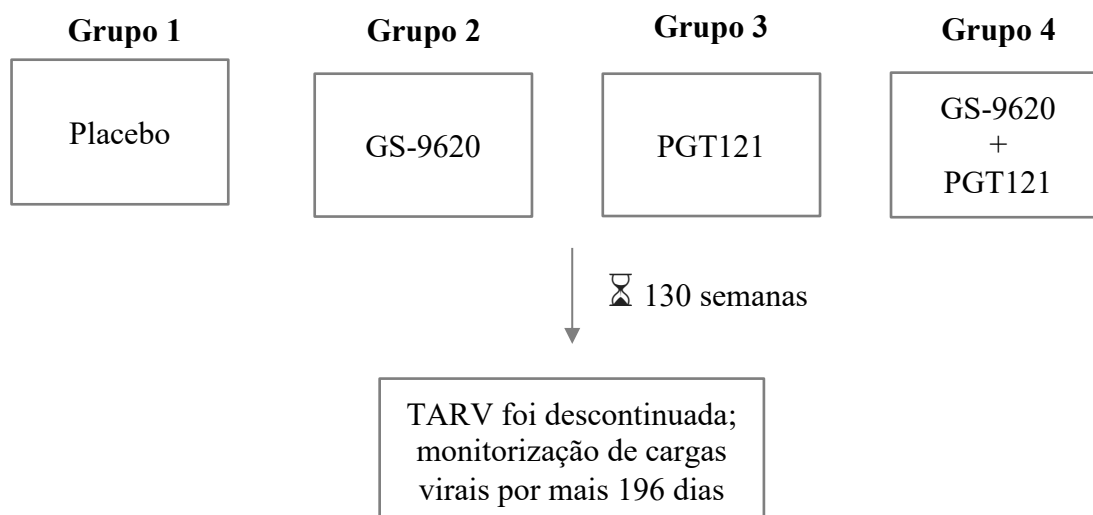 Grupo 1
Grupo 2
Grupo 3
Grupo 4
Placebo
GS-9620
PGT121
GS-9620
+
PGT121
130 semanas
TARV foi descontinuada;
monitorização de cargas
virais por mais 196 dias